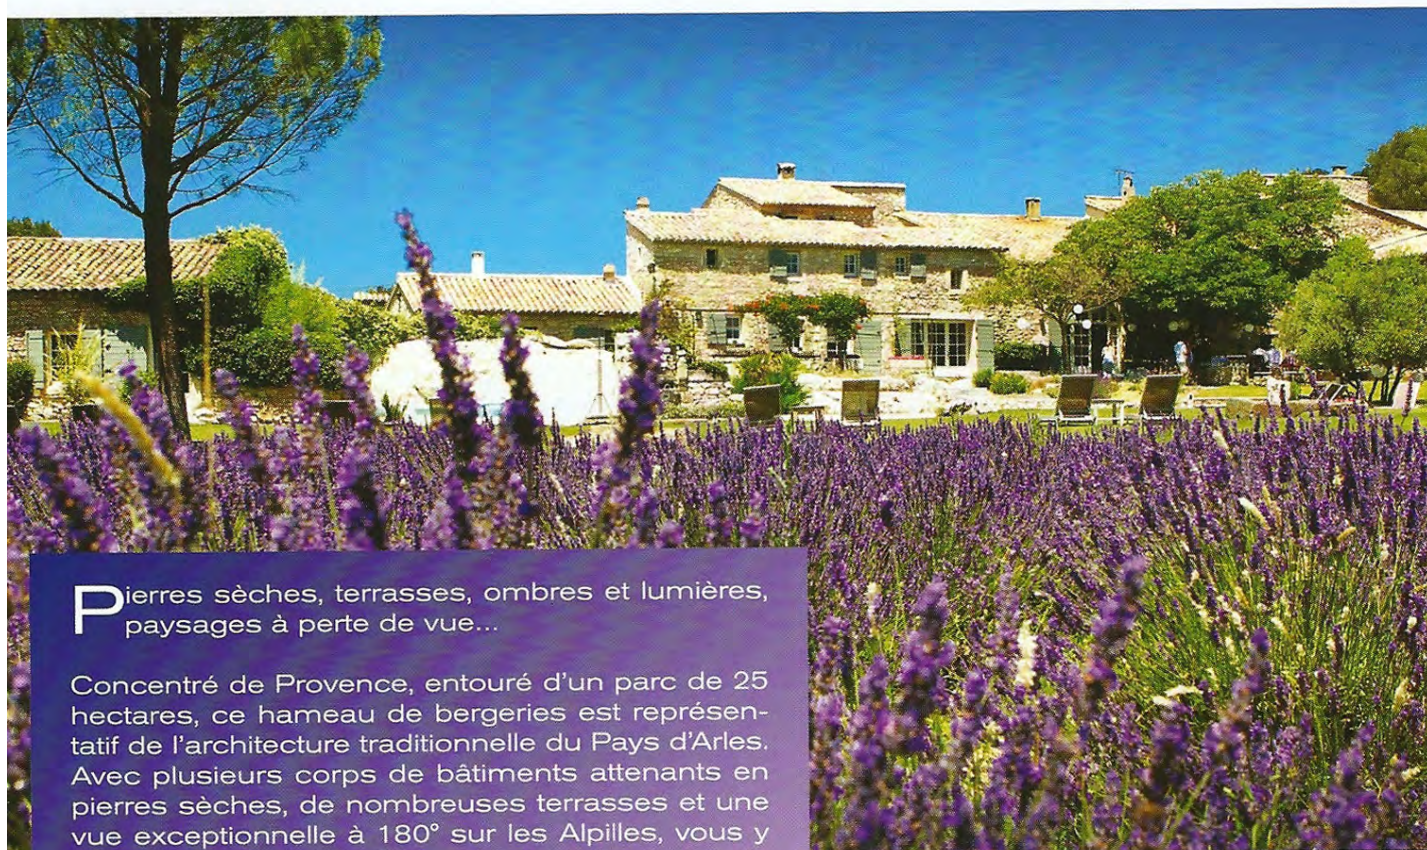 Pierres sèches, terrasses, ombres et lumières,
paysages à perte de vue...
Concentré de Provence, entouré d'un parc de 25
hectares, ce hameau de bergeries est représen-
tatif de l'architecture traditionnelle du Pays d'Arles.
Avec plusieurs corps de bâtiments attenants en
pierres sèches, de nombreuses terrasses et une
vue exceptionnelle à 180° sur les Alpilles, vous y